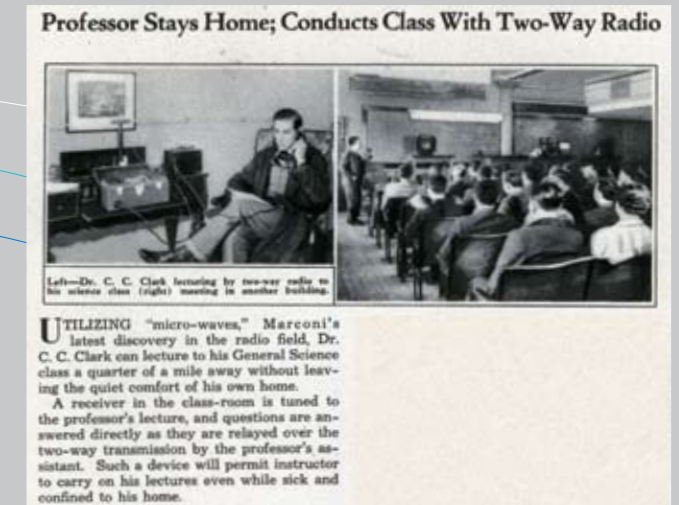 Professor Stays Home; Conducts Class With Two-Way Radio
Left—Dr. C. C. Clark lecturing by two-way radio to
his science class (right) meeting in another building.
UTILIZING "micro-waves," Marconi's
latest discovery in the radio field, Dr.
C. C. Clark can lecture to his General Science
class a quarter of a mile away without leav-
ing the quiet comfort of his own home.
A receiver in the class-room is tuned to
the professor's lecture, and questions are an-
swered directly as they are relayed over the
two-way transmission by the professor's as-
sistant. Such a device will permit instructor
to carry on his lectures even while sick and
confined to his home.